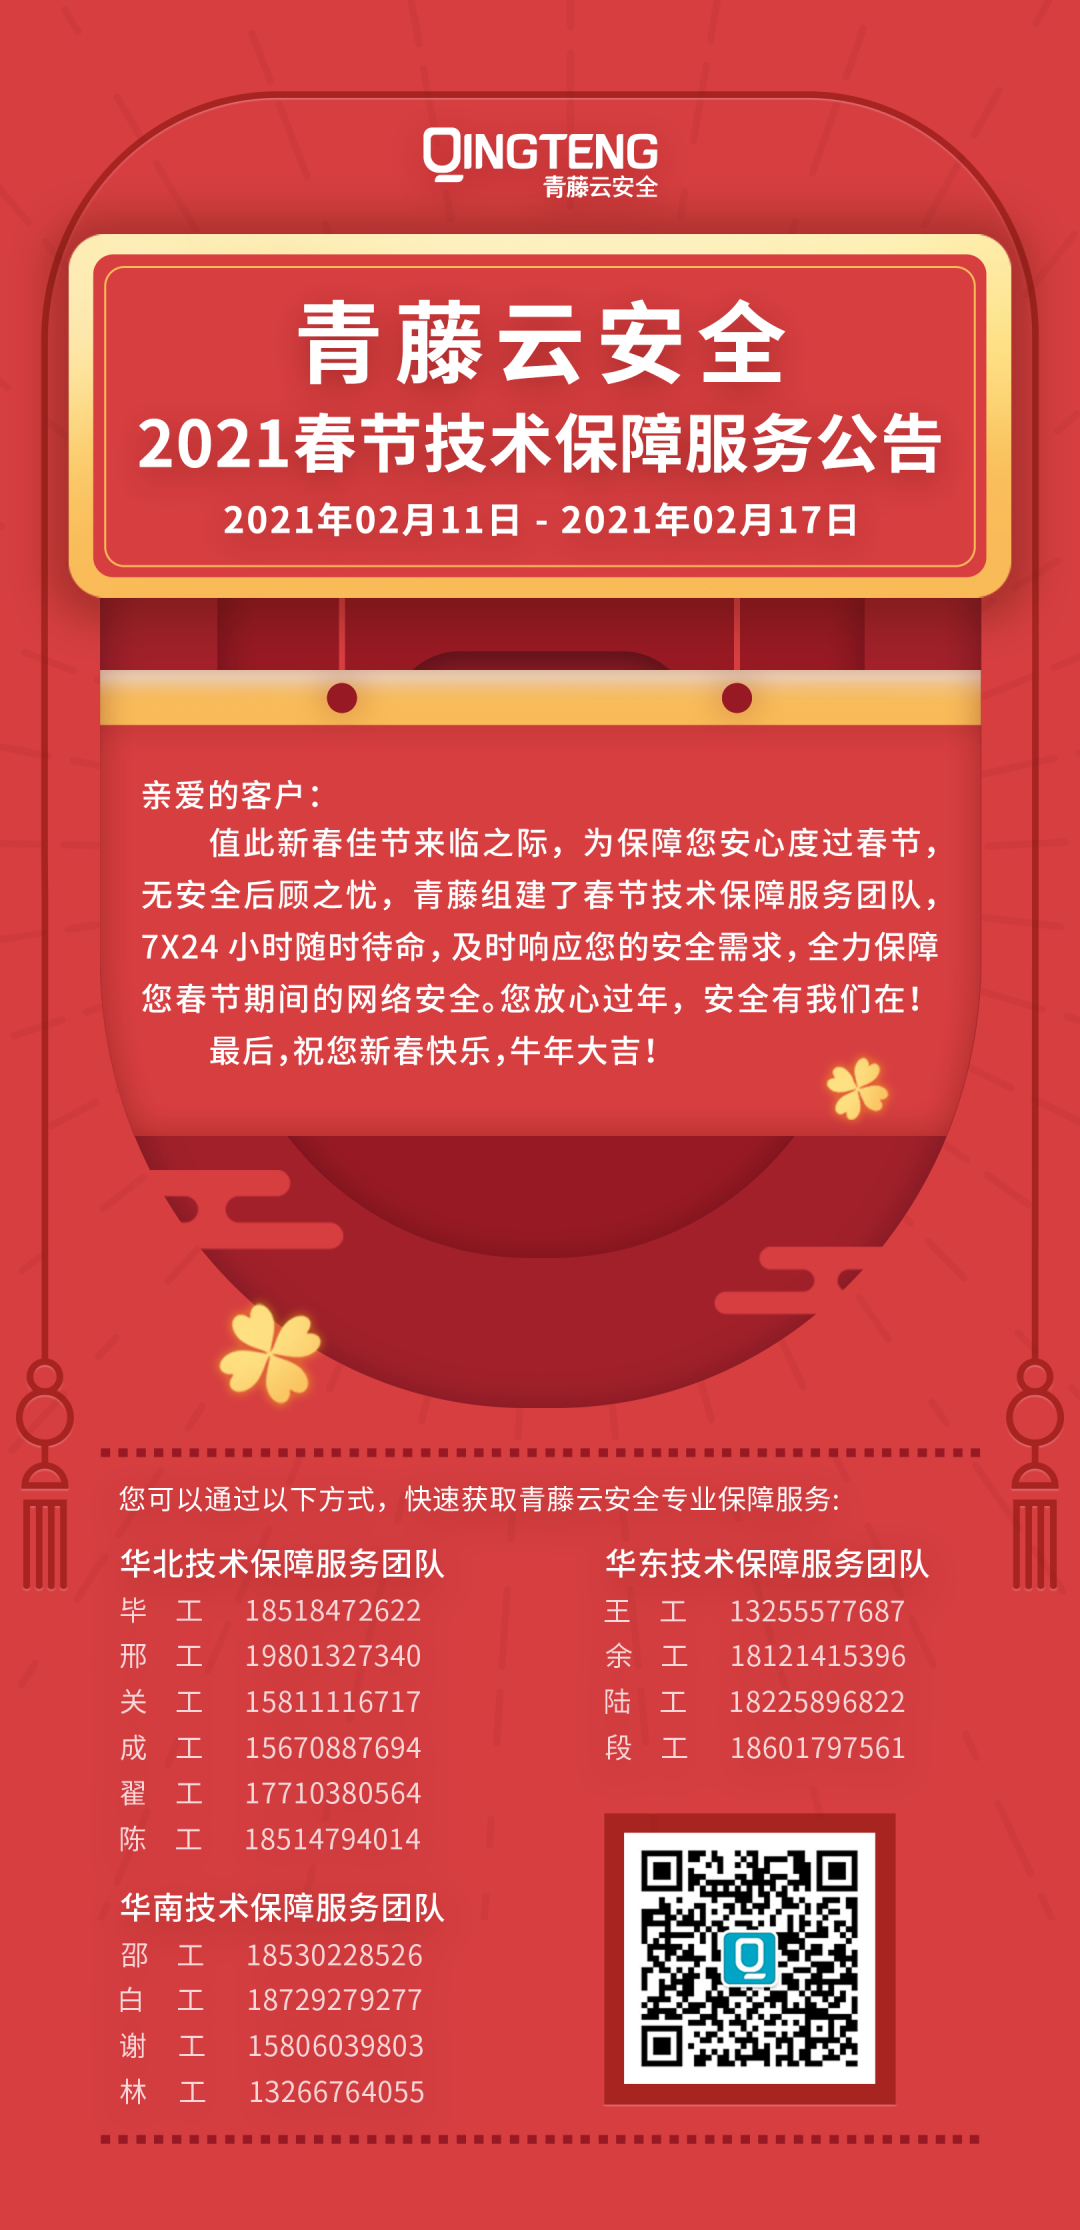 QINGTENG
青藤云安全
青藤云安全
2021春节技术保障服务公告
2021年02月11日 - 2021年02月17日
亲爱的客户：
值此新春佳节来临之际，为保障您安心度过春节，
无安全后顾之忧，青藤组建了春节技术保障服务团队，
7X24 小时随时待命，及时响应您的安全需求，全力保障
您春节期间的网络安全。您放心过年，安全有我们在！
最后，祝您新春快乐，牛年大吉！
您可以通过以下方式，快速获取青藤云安全专业保障服务：
华北技术保障服务团队
毕 工 18518472622
邢 工 19801327340
关 工 15811116717
成 工 15670887694
翟 工 17710380564
陈 工 18514794014
华南技术保障服务团队
邵 工 18530228526
白 工 18729279277
谢 工 15806039803
林 工 13266764055
华东技术保障服务团队
王 工 13255577687
余 工 18121415396
陆 工 18225896822
段 工 18601797561